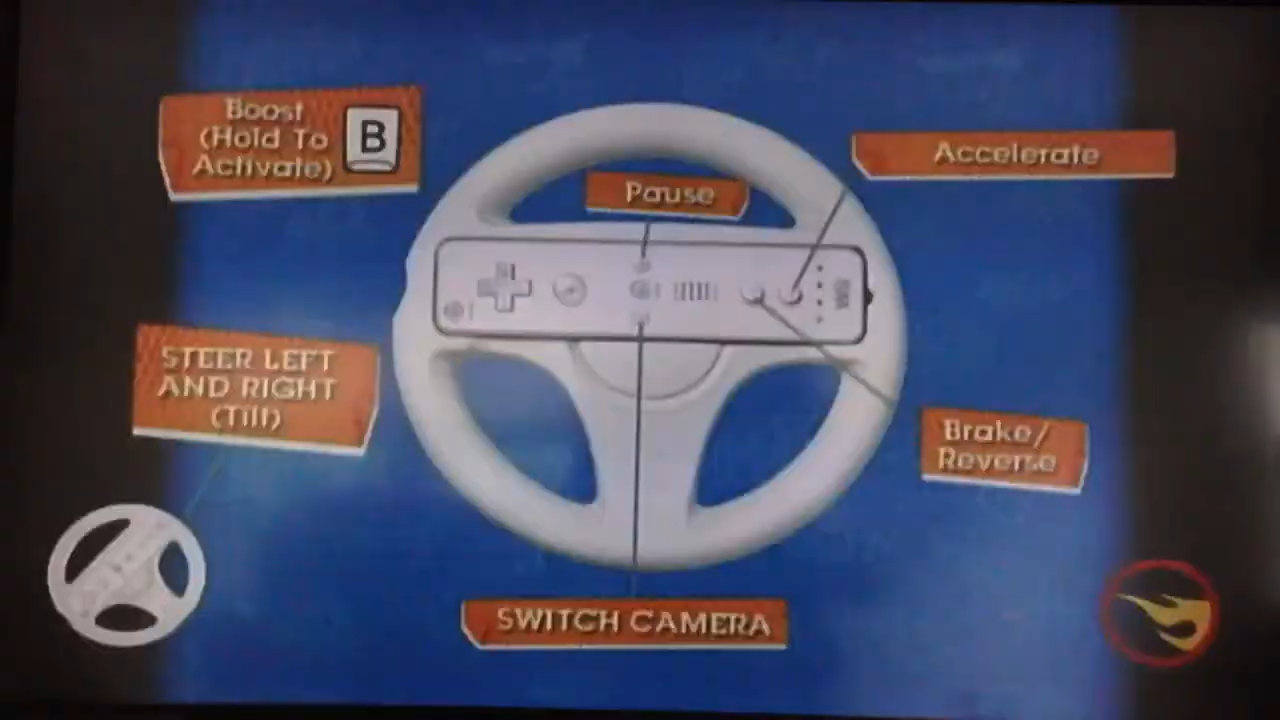 Boost
(Hold To
Activate)
B
Accelerate
Pause
STEER LEFT
AND RIGHT
(Tilt)
Brake/
Reverse
SWITCH CAMERA